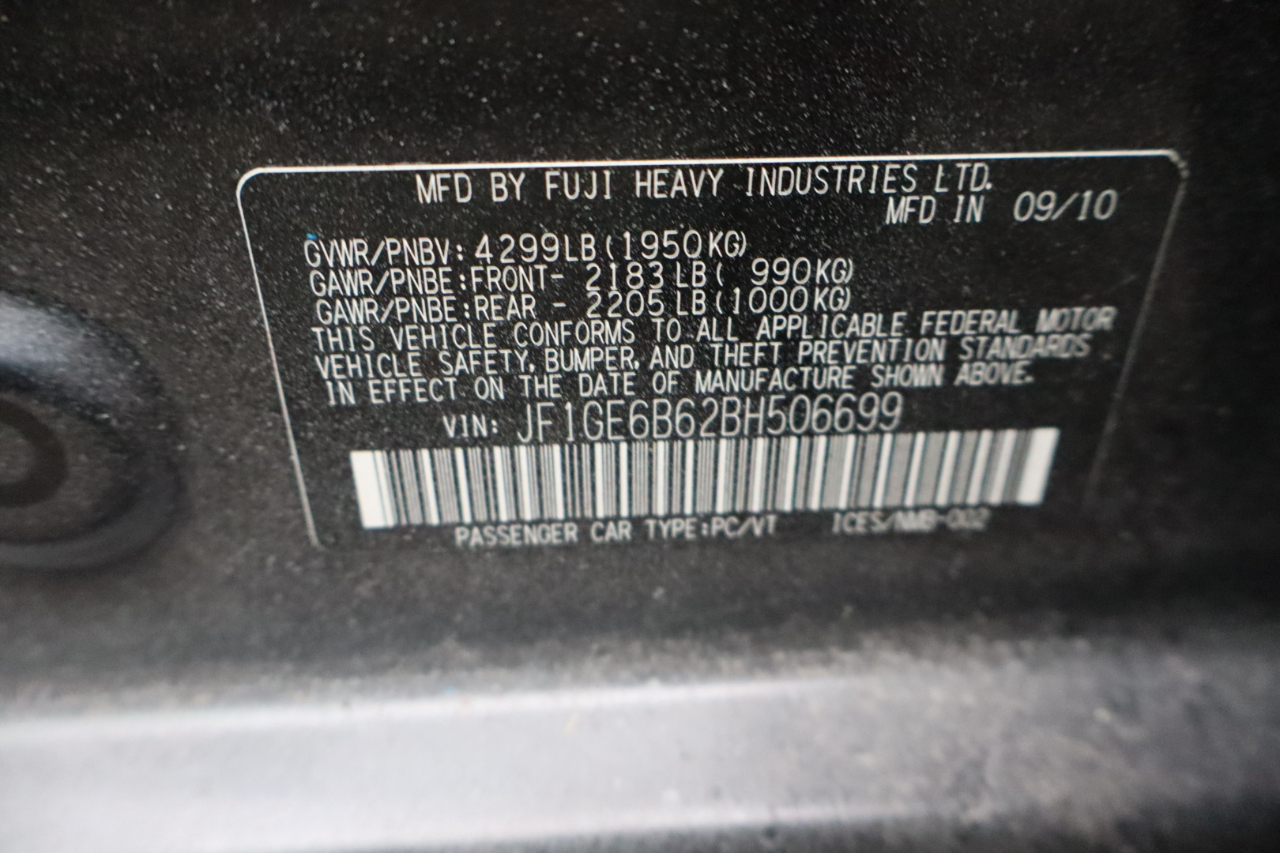 MFD BY FUJI HEAVY INDUSTRIES LTD.
MFD IN 09/10
GVWR/PNBV: 4299LB(1950KG)
GAWR/PNBE:FRONT- 2183LB( 990KG)
GAWR/PNBE:REAR - 2205LB(1000KG)
THIS VEHICLE CONFORMS TO ALL APPLICABLE FEDERAL MOTOR
VEHICLE SAFETY, BUMPER, AND THEFT PREVENTION STANDARDS
IN EFFECT ON THE DATE OF MANUFACTURE SHOWN ABOVE.
VIN: JF1GE6B62BH506699
PASSENGER CAR TYPE:PC/VT ICES/NMB-002